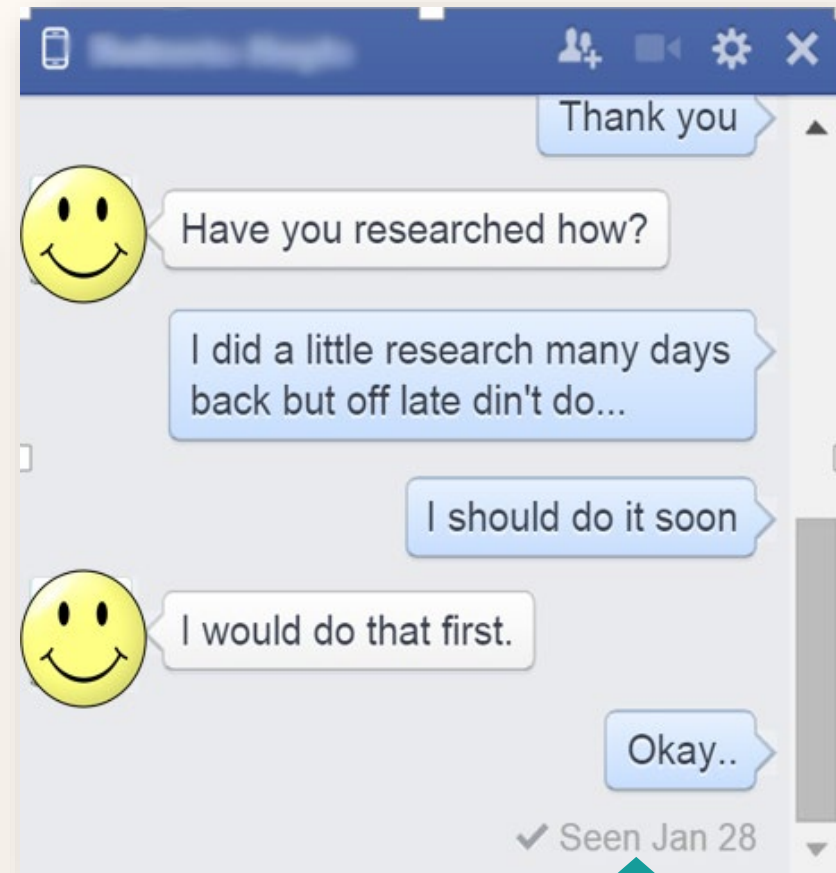 Thank you
Have you researched how?
I did a little research many days
back but off late din't do...
I should do it soon
I would do that first.
Okay..
✓ Seen Jan 28